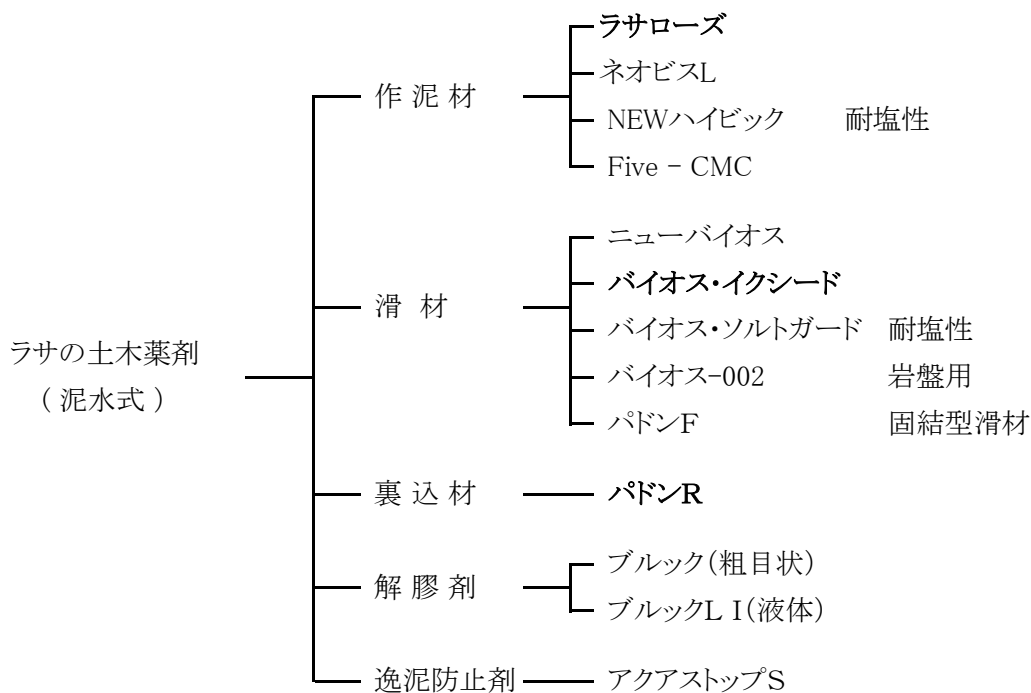 ラサの土木薬剤
( 泥水式 )
作 泥 材
ラサローズ
ネオビスL
NEWハイビック 耐塩性
Five - CMC
滑 材
ニューバイオス
バイオス・イクシード
バイオス・ソルトガード 耐塩性
バイオス-002 岩盤用
パドンF 固結型滑材
裏 込 材
パドンR
解 膠 剤
ブルック(粗目状)
ブルックL I(液体)
逸泥防止剤
アクアストップS